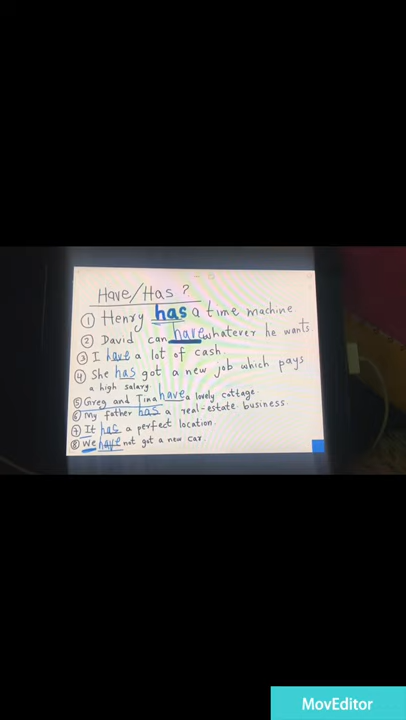 Have/Has ?
① Henry has a time machine
② David can have whatever he wants
③ I have a lot of cash.
④ She has got a new job which pays
a high salary.
⑤ Greg and Tina have a lovely cottage.
⑥ My father has a real-estate business.
⑦ It has a perfect location.
⑧ We have not got a new car.
MovEditor